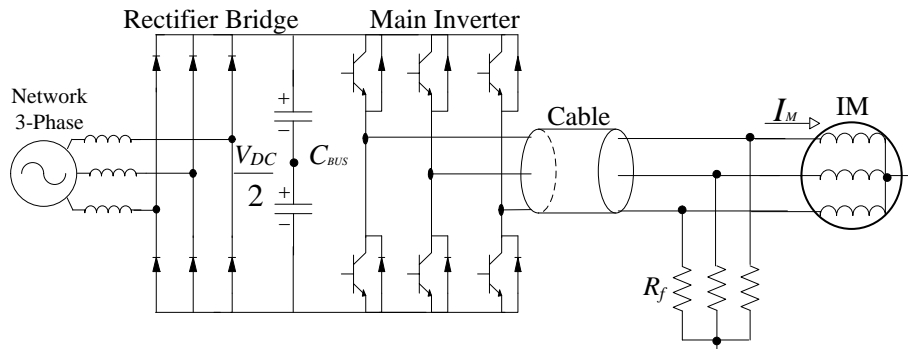 Rectifier Bridge
Main Inverter
Network
3-Phase
+
−
+
−
V_DC
2
C_BUS
Cable
I_M
IM
R_f